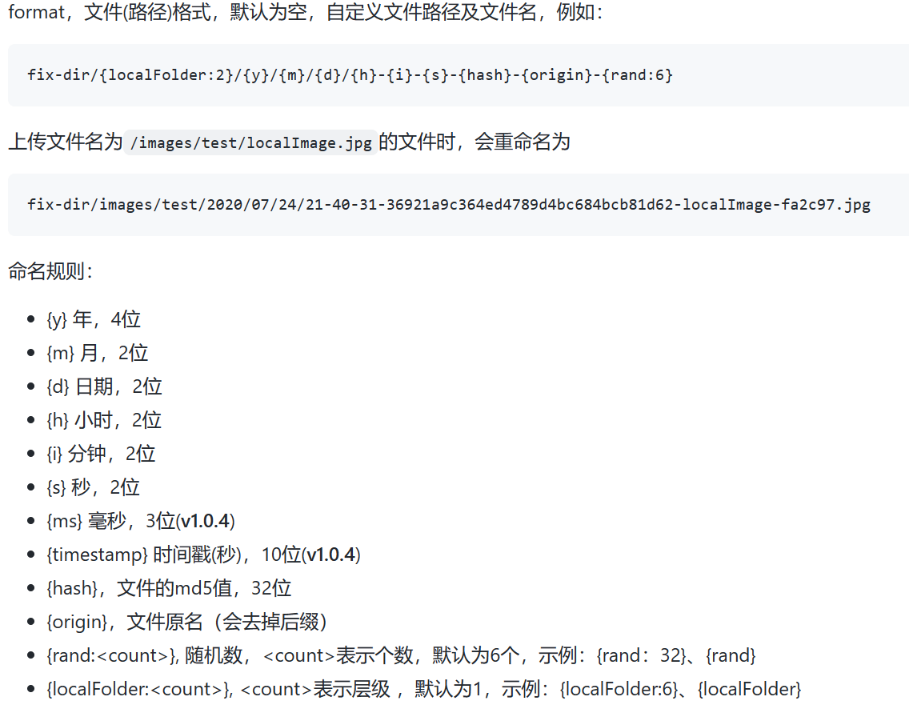 format，文件(路径)格式，默认为空，自定义文件路径及文件名，例如：
fix-dir/{localFolder:2}/{y}/{m}/{d}/{h}-{i}-{s}-{hash}-{origin}-{rand:6}
上传文件名为 /images/test/localImage.jpg 的文件时，会重命名为
fix-dir/images/test/2020/07/24/21-40-31-36921a9c364ed4789d4bc684bcb81d62-localImage-fa2c97.jpg
命名规则：
• {y} 年，4位
• {m} 月，2位
• {d} 日期，2位
• {h} 小时，2位
• {i} 分钟，2位
• {s} 秒，2位
• {ms} 毫秒，3位(v1.0.4)
• {timestamp} 时间戳(秒)，10位(v1.0.4)
• {hash}，文件的md5值，32位
• {origin}，文件原名（会去掉后缀）
• {rand:<count>}, 随机数，<count>表示个数，默认为6个，示例：{rand：32}、{rand}
• {localFolder:<count>}, <count>表示层级 ，默认为1，示例：{localFolder:6}、{localFolder}